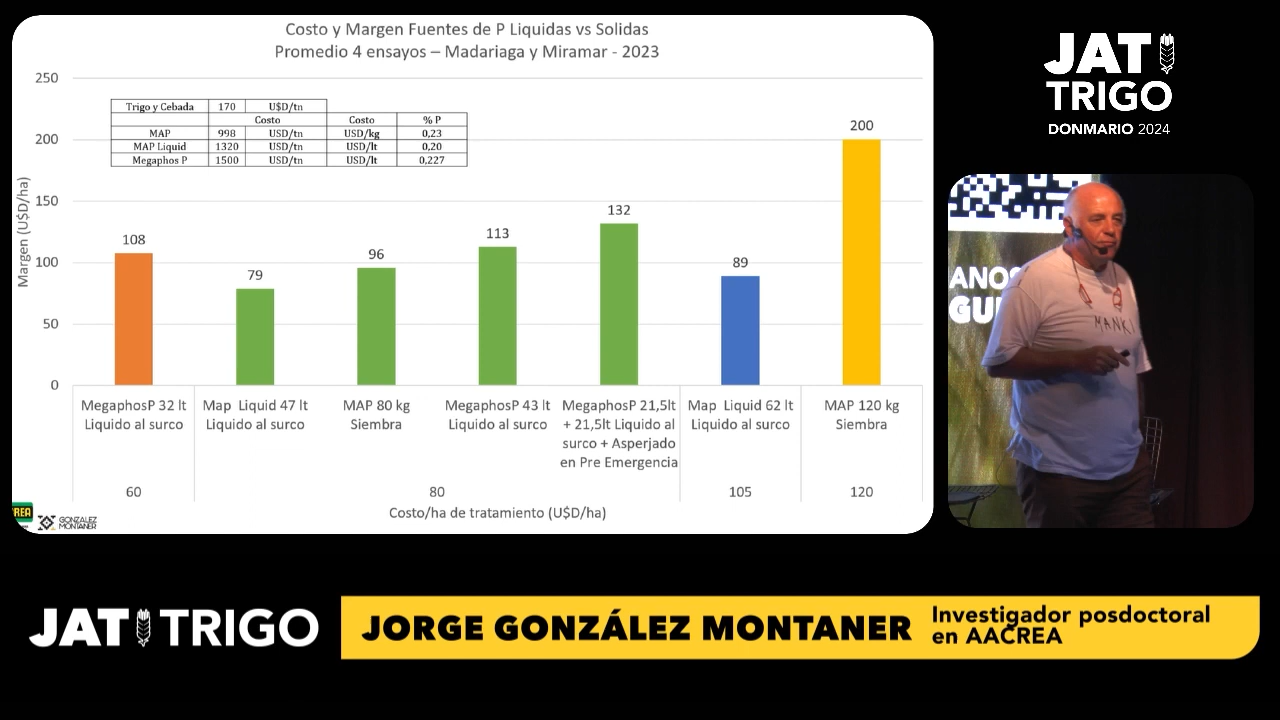 Costo y Margen Fuentes de P Liquidas vs Solidas
Promedio 4 ensayos – Madariaga y Miramar - 2023
250
200
150
100
50
0
Margen (U$D/ha)
Trigo y Cebada 170 U$D/tn
Costo Costo % P
MAP 998 USD/tn USD/kg 0,23
MAP Liquid 1320 USD/tn USD/lt 0,20
Megaphos P 1500 USD/tn USD/lt 0,227
108
79
96
113
132
89
200
MegaphosP 32 lt
Liquido al surco
Map Liquid 47 lt
Liquido al surco
MAP 80 kg
Siembra
MegaphosP 43 lt
Liquido al surco
MegaphosP 21,5lt
+ 21,5lt Liquido al
surco + Asperjado
en Pre Emergencia
Map Liquid 62 lt
Liquido al surco
MAP 120 kg
Siembra
60
80
105
120
Costo/ha de tratamiento (U$D/ha)
REA
GONZALEZ
MONTANER
JAT
TRIGO
DONMARIO 2024
ANOS
GU
MANKI
JAT TRIGO
JORGE GONZÁLEZ MONTANER
Investigador posdoctoral
en AACREA